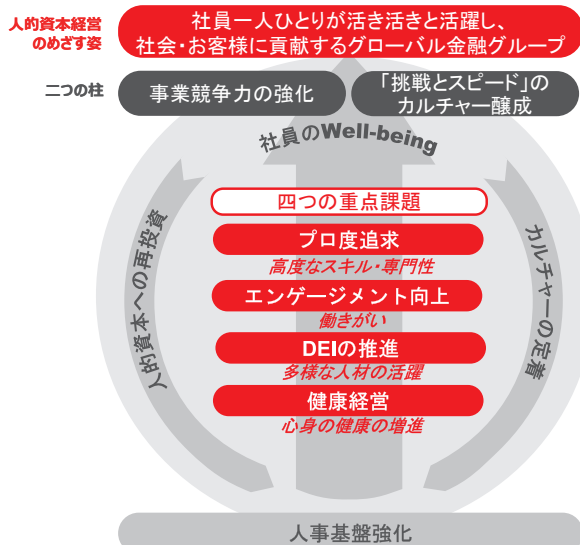 人的資本経営
のめざす姿
社員一人ひとりが活き活きと活躍し、
社会・お客様に貢献するグローバル金融グループ
二つの柱
事業競争力の強化
「挑戦とスピード」の
カルチャー醸成
社員のWell-being
人的資本への再投資
カルチャーの定着
四つの重点課題
プロ度追求
高度なスキル・専門性
エンゲージメント向上
働きがい
DEIの推進
多様な人材の活躍
健康経営
心身の健康の増進
人事基盤強化